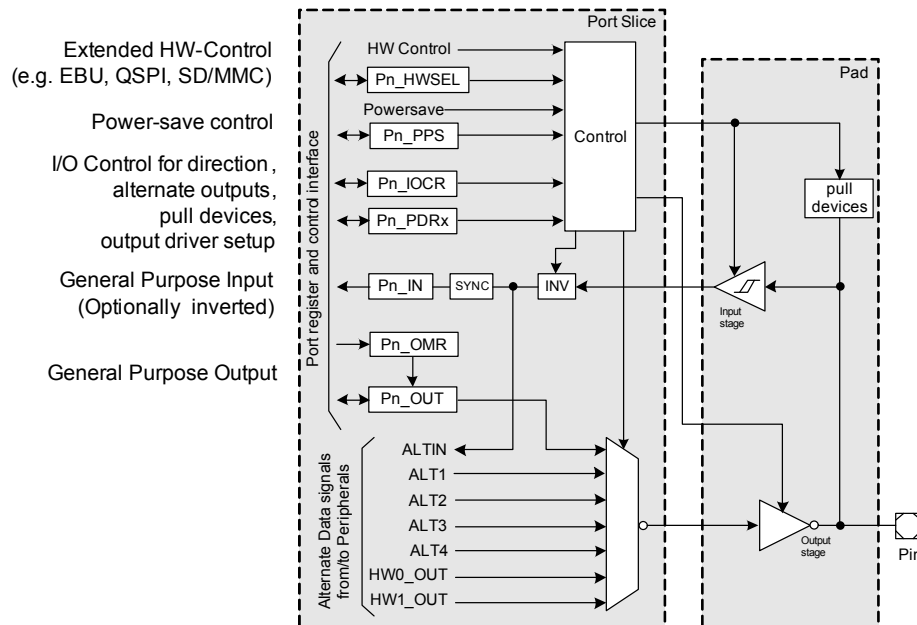 Port Slice
Pad
Extended HW-Control
(e.g. EBU, QSPI, SD/MMC)
Power-save control
I/O Control for direction,
alternate outputs,
pull devices,
output driver setup
General Purpose Input
(Optionally inverted)
General Purpose Output
Port register and control interface
HW Control
Pn_HWSEL
Powersave
Pn_PPS
Pn_IOCR
Pn_PDRx
Control
pull
devices
Pn_IN
SYNC
INV
Input
stage
Pn_OMR
Pn_OUT
Alternate Data signals
from/to Peripherals
ALTIN
ALT1
ALT2
ALT3
ALT4
HW0_OUT
HW1_OUT
Output
stage
Pin